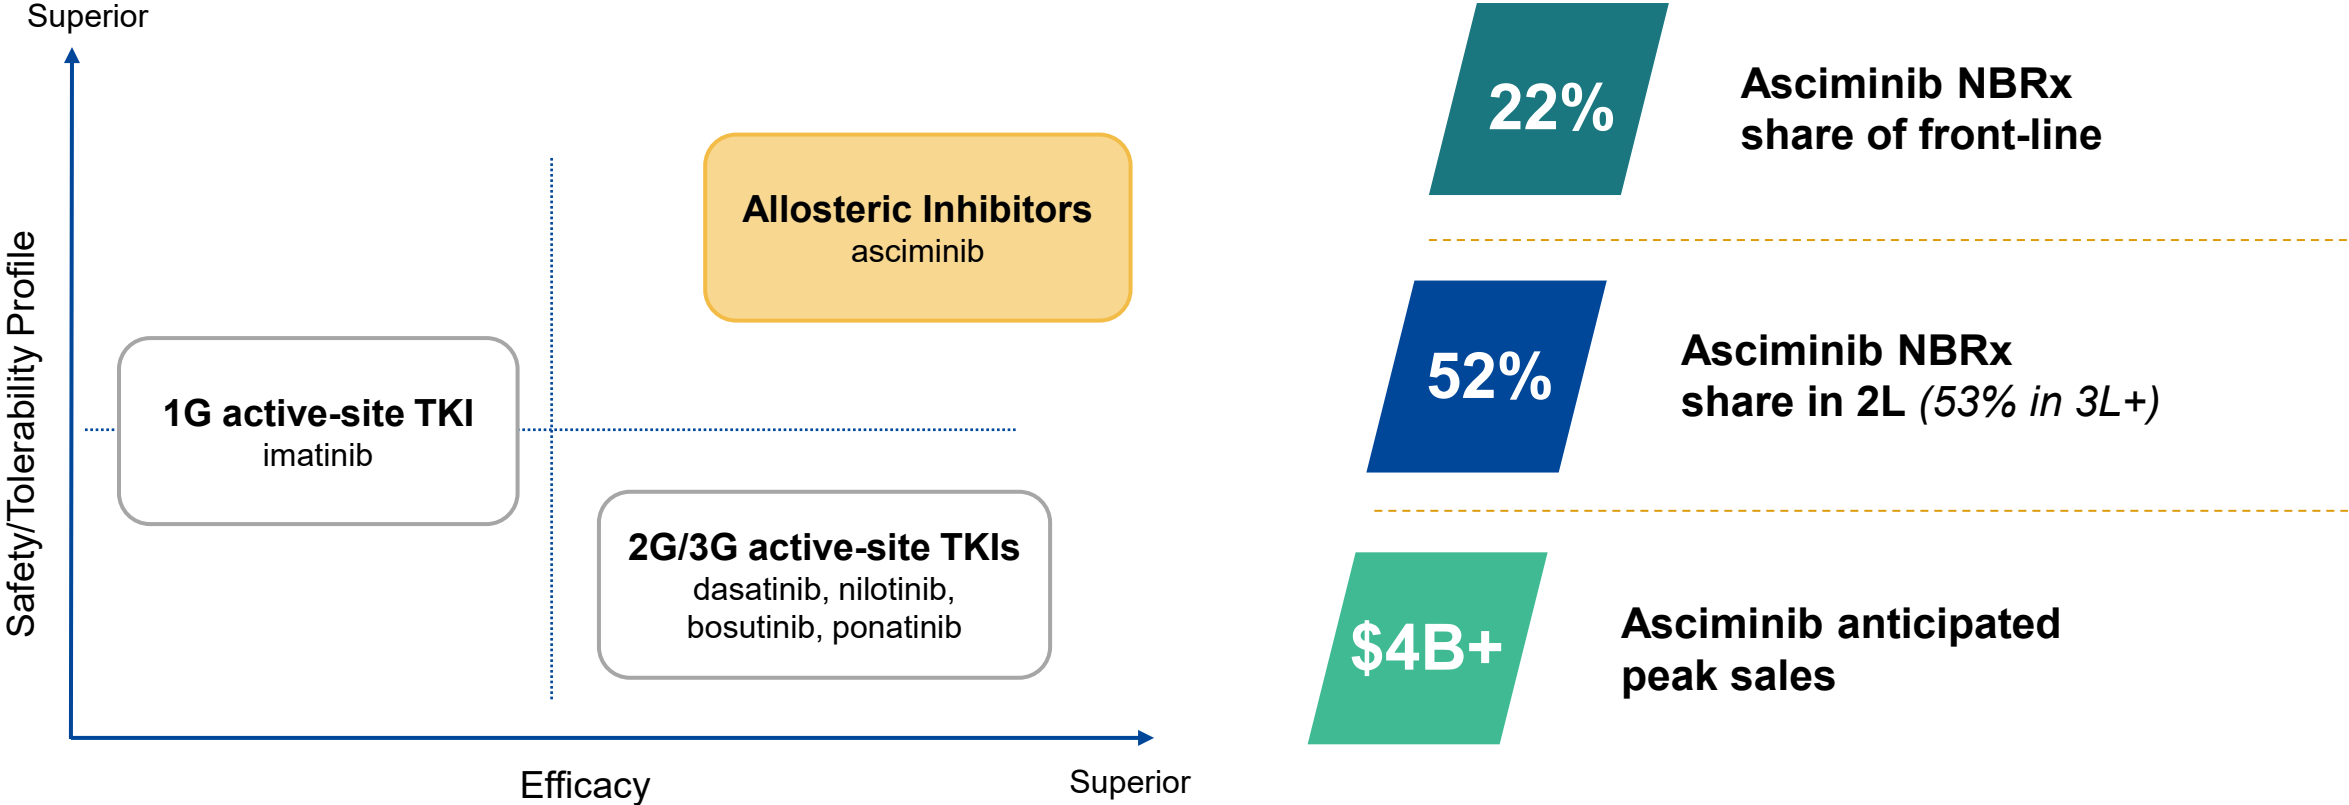 Superior
Safety/Tolerability Profile
Allosteric Inhibitors
asciminib
1G active-site TKI
imatinib
2G/3G active-site TKIs
dasatinib, nilotinib,
bosutinib, ponatinib
Efficacy
Superior
22%
Asciminib NBRx
share of front-line
52%
Asciminib NBRx
share in 2L (53% in 3L+)
$4B+
Asciminib anticipated
peak sales